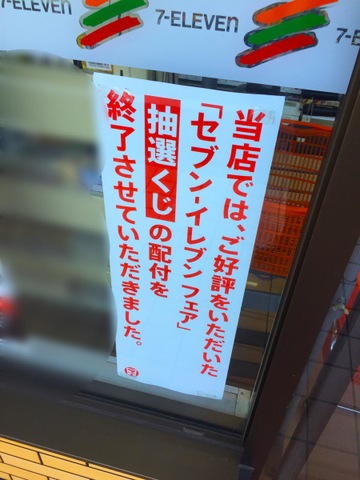 7-ELEVEn
7-ELEVEn
7-ELEVEn
当店では、ご好評をいただいた
「セブン-イレブン フェア」
抽選くじの配付を
終了させていただきました。